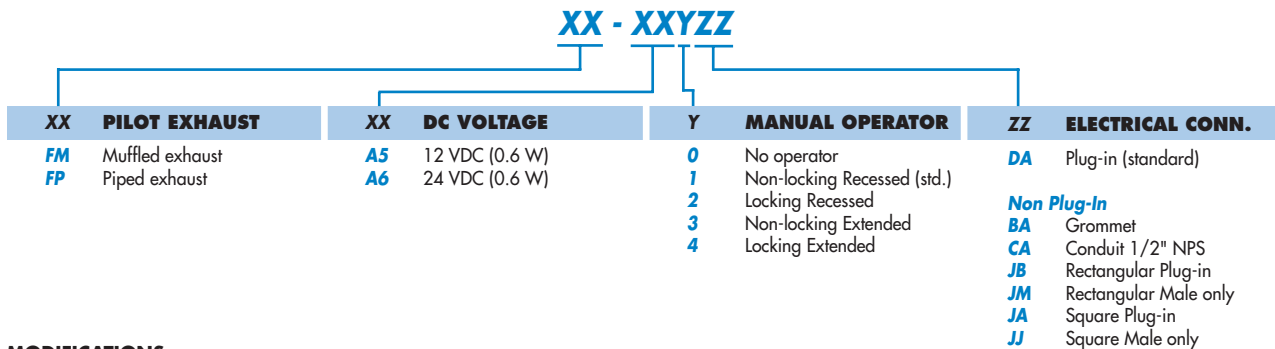 XX - XXYZZ
XX PILOT EXHAUST
FM Muffled exhaust
FP Piped exhaust
XX DC VOLTAGE
A5 12 VDC (0.6 W)
A6 24 VDC (0.6 W)
Y MANUAL OPERATOR
0 No operator
1 Non-locking Recessed (std.)
2 Locking Recessed
3 Non-locking Extended
4 Locking Extended
ZZ ELECTRICAL CONN.
DA Plug-in (standard)
Non Plug-In
BA Grommet
CA Conduit 1/2" NPS
JB Rectangular Plug-in
JM Rectangular Male only
JA Square Plug-in
JJ Square Male only
MODIFICATIONS